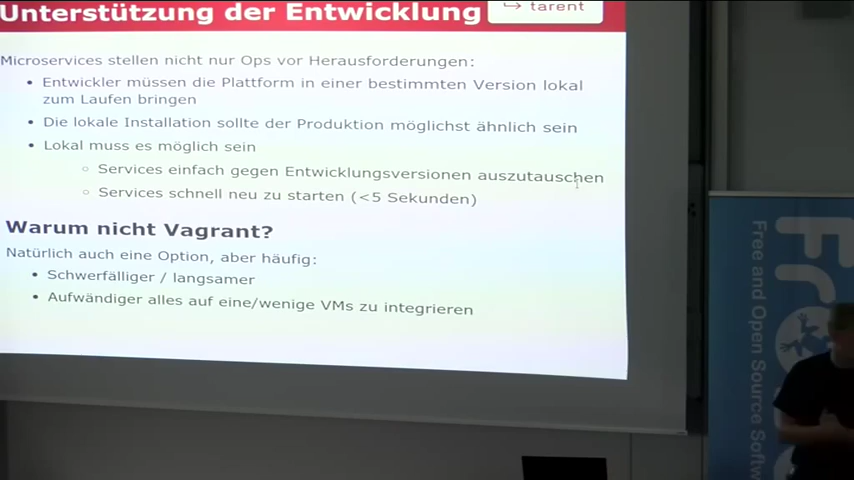 Unterstützung der Entwicklung
tarent
Microservices stellen nicht nur Ops vor Herausforderungen:
• Entwickler müssen die Plattform in einer bestimmten Version lokal
zum Laufen bringen
• Die lokale Installation sollte der Produktion möglichst ähnlich sein
• Lokal muss es möglich sein
○ Services einfach gegen Entwicklungsversionen auszutauschen
○ Services schnell neu zu starten (<5 Sekunden)
Warum nicht Vagrant?
Natürlich auch eine Option, aber häufig:
• Schwerfälliger / langsamer
• Aufwändiger alles auf eine/wenige VMs zu integrieren
Free and Open Source Softw